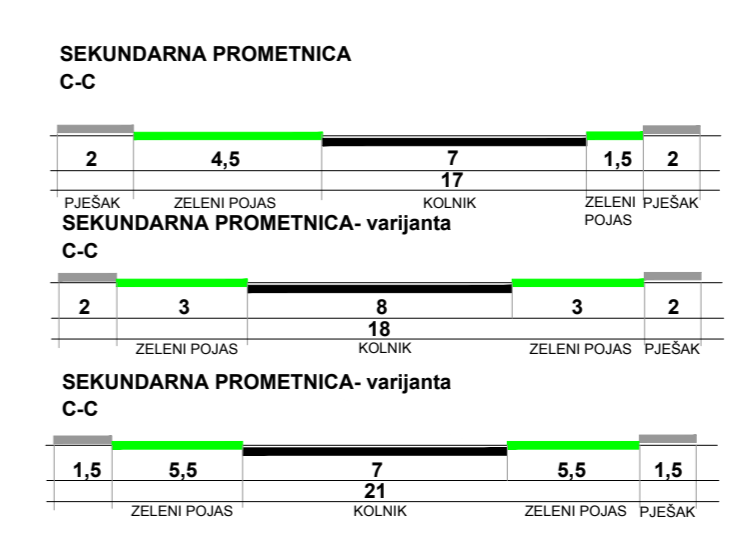 SEKUNDARNA PROMETNICA
C-C
2 4,5 7 1,5 2
17
PJEŠAK ZELENI POJAS KOLNIK ZELENI POJAS PJEŠAK
SEKUNDARNA PROMETNICA- varijanta
C-C
2 3 8 3 2
18
ZELENI POJAS KOLNIK ZELENI POJAS PJEŠAK
SEKUNDARNA PROMETNICA- varijanta
C-C
1,5 5,5 7 5,5 1,5
21
ZELENI POJAS KOLNIK ZELENI POJAS PJEŠAK